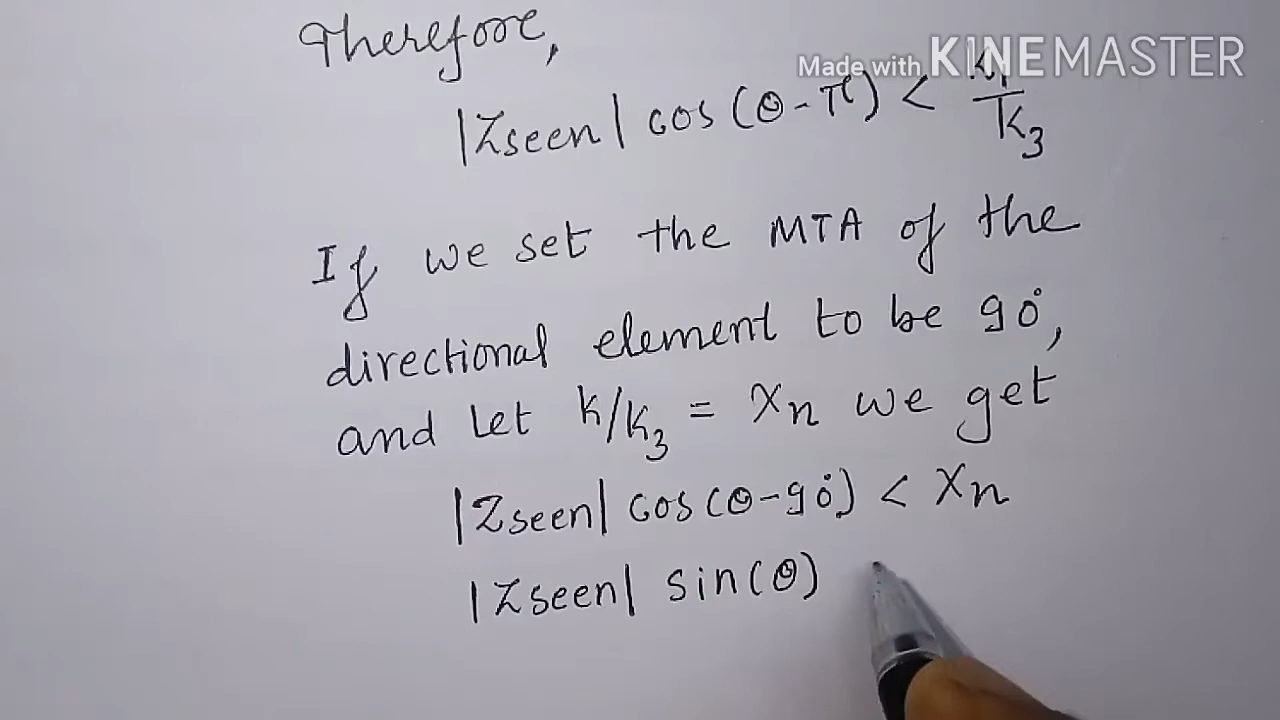 Therefore,
Made with KINEMASTER
|Zseen| cos(θ-π) < K1/K3
If we set the MTA of the
directional element to be 90°,
and let k/k3 = Xn we get
|Zseen| cos(θ-90°) < Xn
|Zseen| sin(θ)